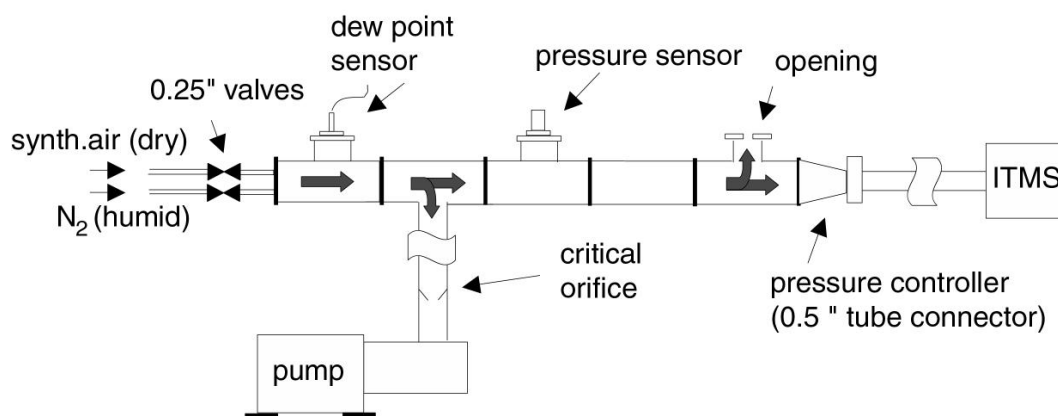 dew point
sensor
pressure sensor
opening
0.25" valves
synth.air (dry)
N2 (humid)
ITMS
critical
orifice
pressure controller
(0.5 " tube connector)
pump